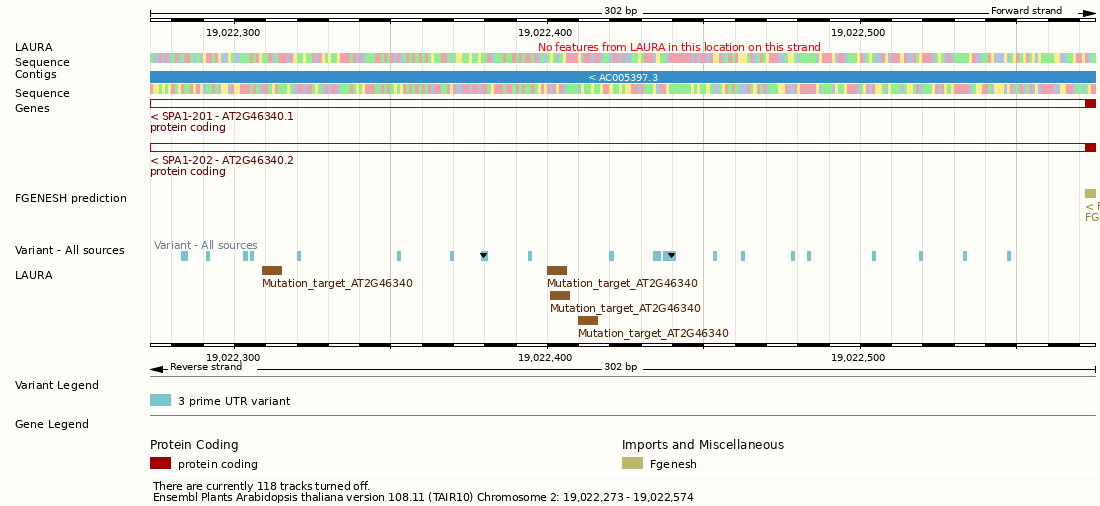 302 bp
Forward strand
19,022,300
19,022,400
19,022,500
LAURA
No features from LAURA in this location on this strand
Sequence
Contigs
< AC005397.3
Sequence
Genes
< SPA1-201 - AT2G46340.1
protein coding
< SPA1-202 - AT2G46340.2
protein coding
FGENESH prediction
< F
FG
Variant - All sources
Variant - All sources
LAURA
Mutation_target_AT2G46340
Mutation_target_AT2G46340
Mutation_target_AT2G46340
Mutation_target_AT2G46340
19,022,300
19,022,400
19,022,500
Reverse strand
302 bp
Variant Legend
3 prime UTR variant
Gene Legend
Protein Coding
Imports and Miscellaneous
protein coding
Fgenesh
There are currently 118 tracks turned off.
Ensembl Plants Arabidopsis thaliana version 108.11 (TAIR10) Chromosome 2: 19,022,273 - 19,022,574